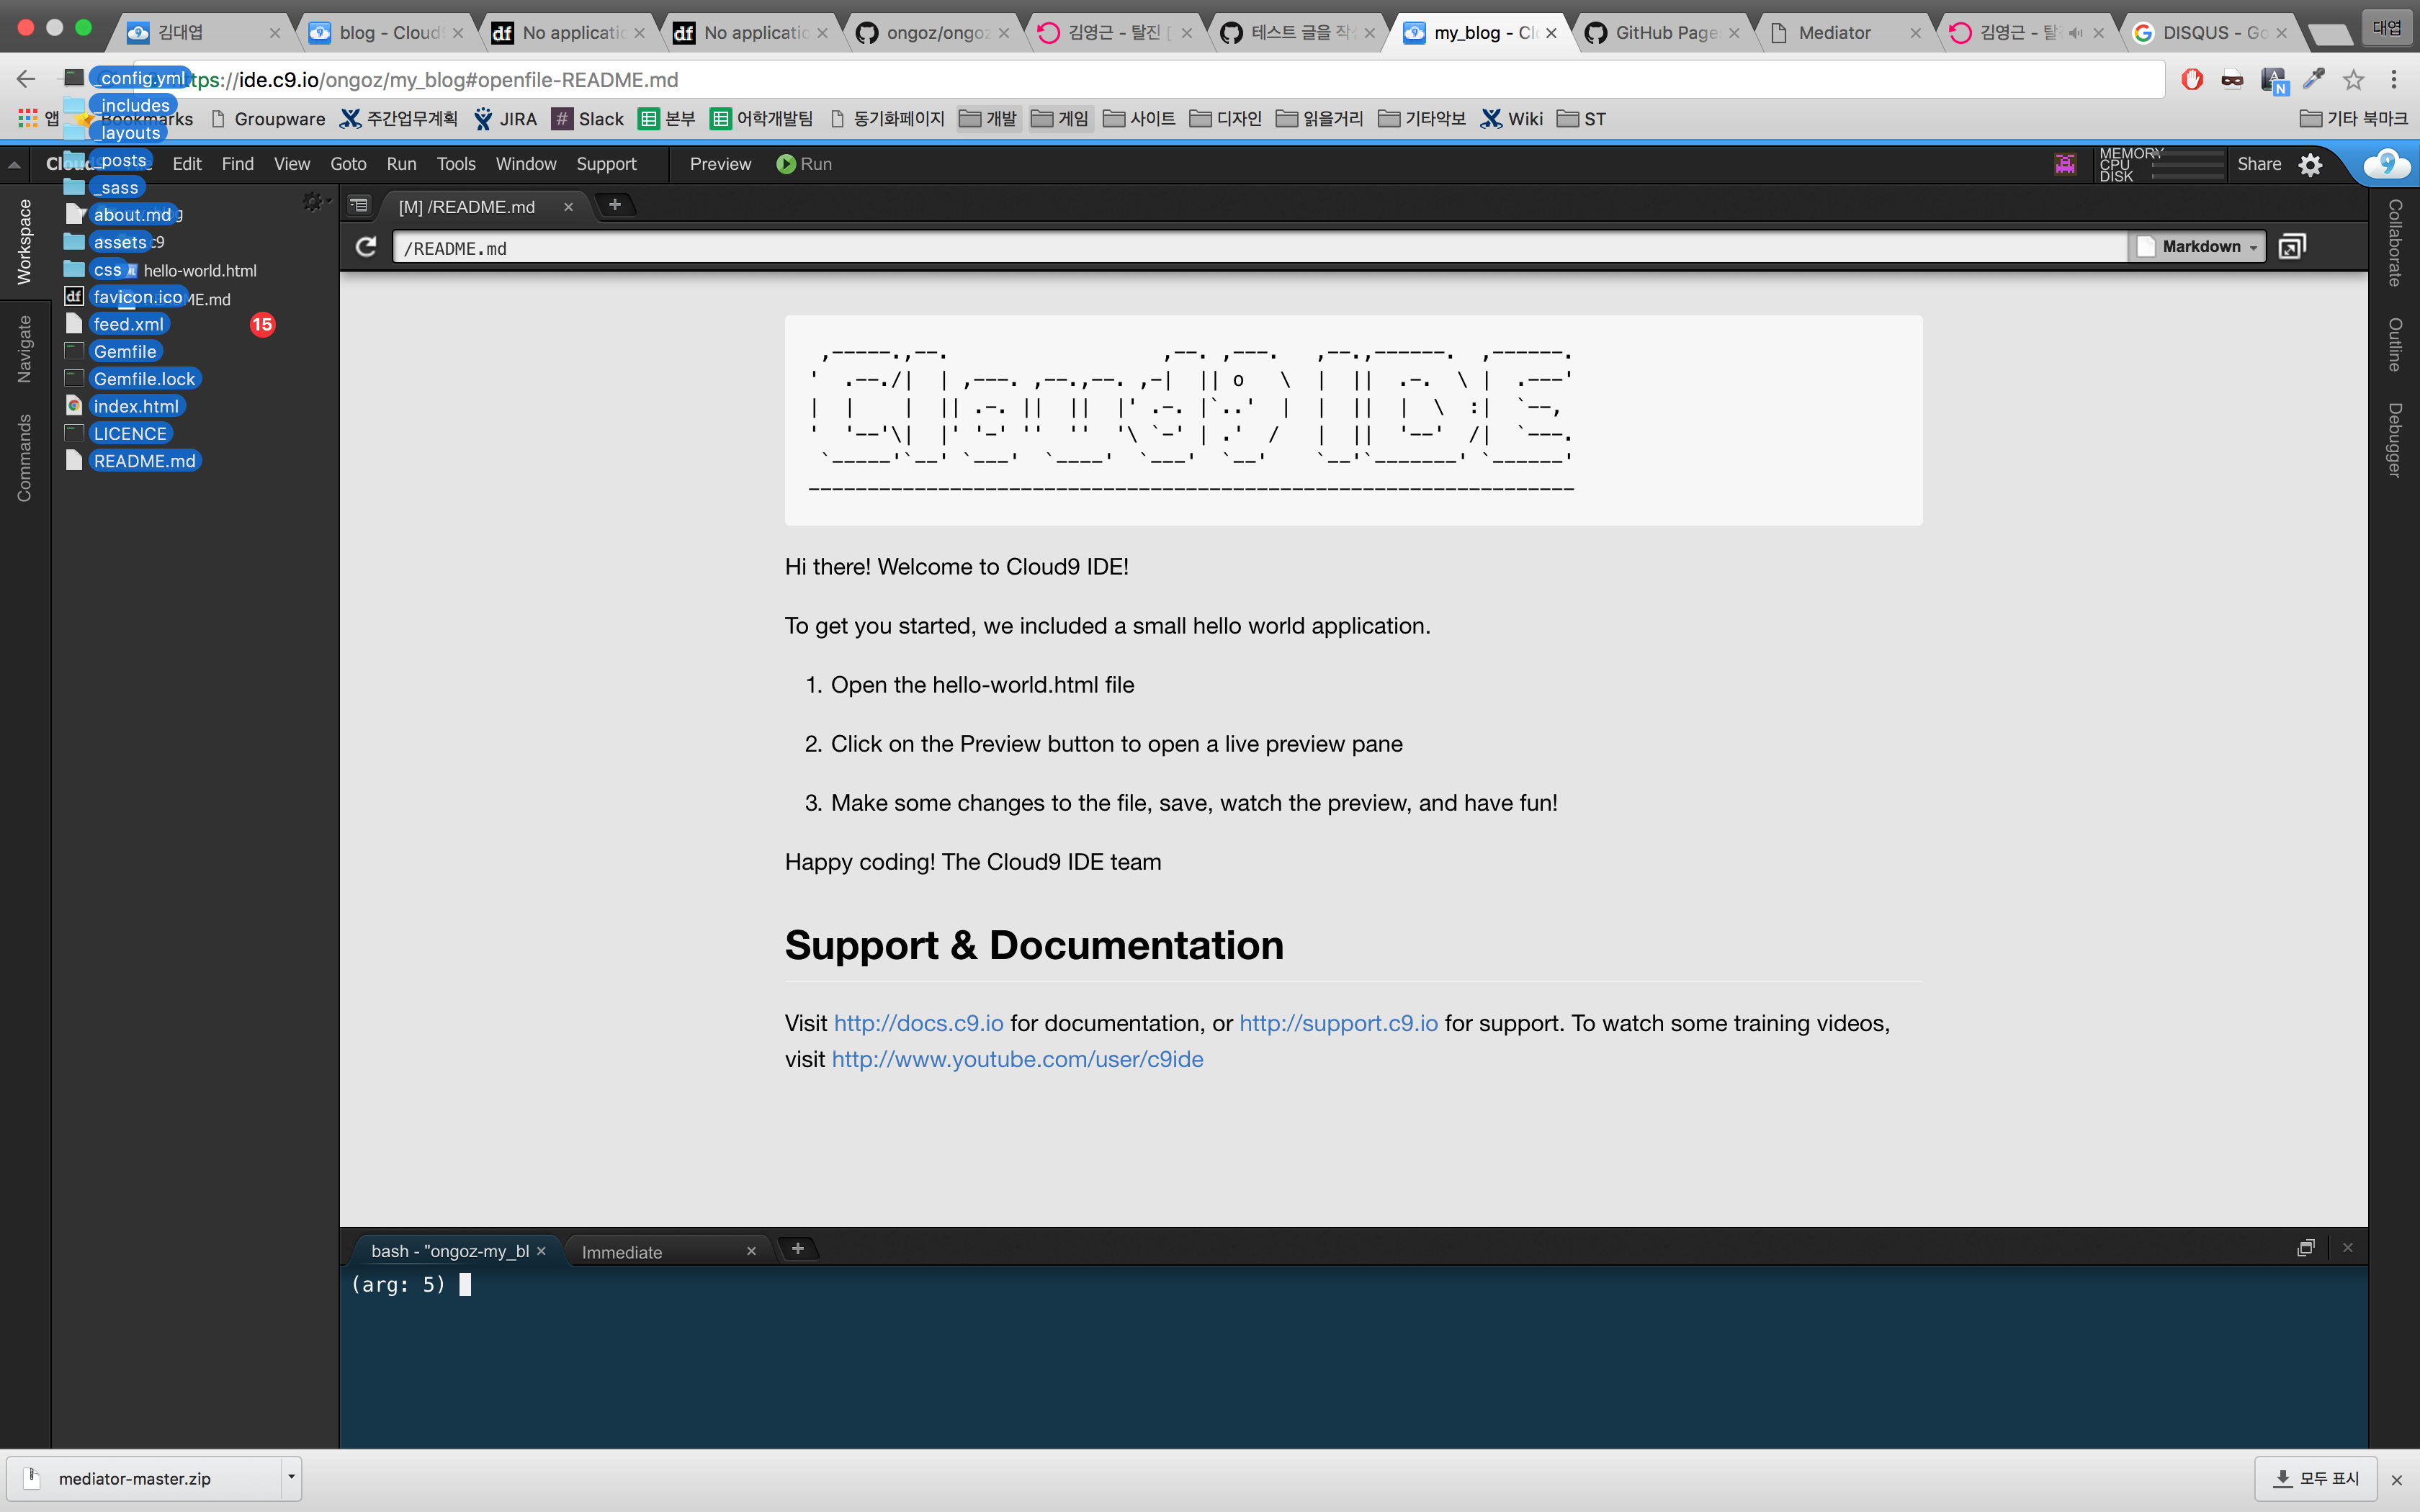 김대엽
blog - Cloud
No applicatio
No applicatio
ongoz/ongoz
김영근 - 탈진
테스트 글을 작
my_blog - Cl
GitHub Page
Mediator
김영근 - 탈
DISQUS - Go
대엽
ttps://ide.c9.io/ongoz/my_blog#openfile-README.md
앱
Bookmarks
Groupware
주간업무계획
JIRA
Slack
본부
어학개발팀
동기화페이지
개발
게임
사이트
디자인
읽을거리
기타악보
Wiki
ST
기타 북마크
Edit
Find
View
Goto
Run
Tools
Window
Support
Preview
Run
MEMORY
CPU
DISK
Share
Workspace
Navigate
Commands
_config.yml
_includes
_layouts
_posts
_sass
about.md
assets
css
favicon.ico
feed.xml
Gemfile
Gemfile.lock
index.html
LICENCE
README.md
hello-world.html
15
[M] /README.md
/README.md
Markdown
Collaborate
Outline
Debugger
Cloud9 IDE
Hi there! Welcome to Cloud9 IDE!
To get you started, we included a small hello world application.
1. Open the hello-world.html file
2. Click on the Preview button to open a live preview pane
3. Make some changes to the file, save, watch the preview, and have fun!
Happy coding! The Cloud9 IDE team
Support & Documentation
Visit http://docs.c9.io for documentation, or http://support.c9.io for support. To watch some training videos,
visit http://www.youtube.com/user/c9ide
bash - "ongoz-my_bl
Immediate
(arg: 5)
mediator-master.zip
모두 표시